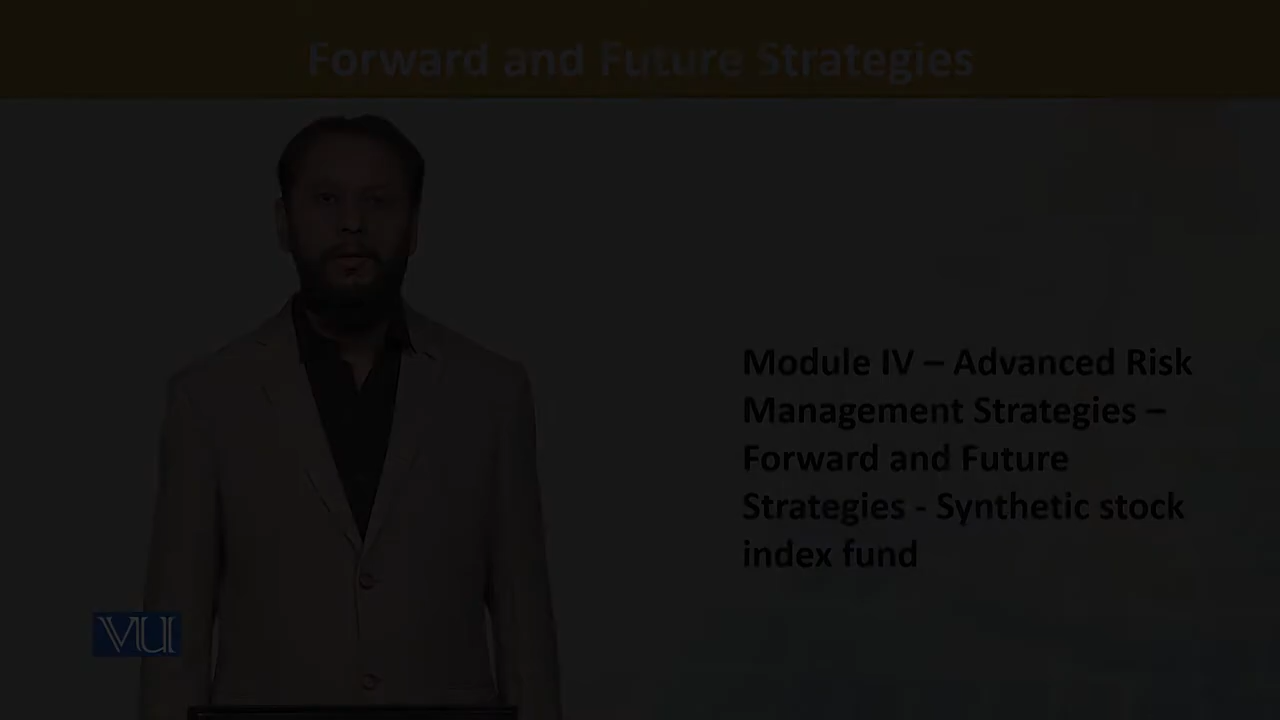 Forward and Future Strategies
Module IV – Advanced Risk
Management Strategies –
Forward and Future
Strategies - Synthetic stock
index fund
VU